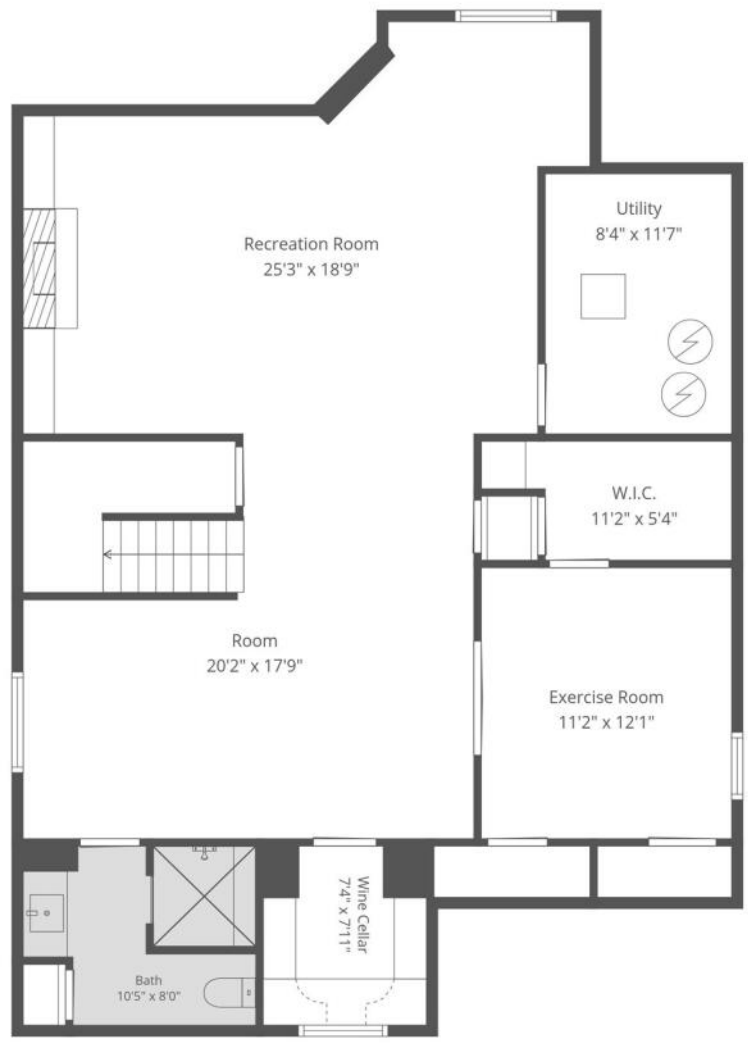 Utility
8'4" x 11'7"
Recreation Room
25'3" x 18'9"
W.I.C.
11'2" x 5'4"
Room
20'2" x 17'9"
Exercise Room
11'2" x 12'1"
Wine Cellar
7'4" x 7'11"
Bath
10'5" x 8'0"